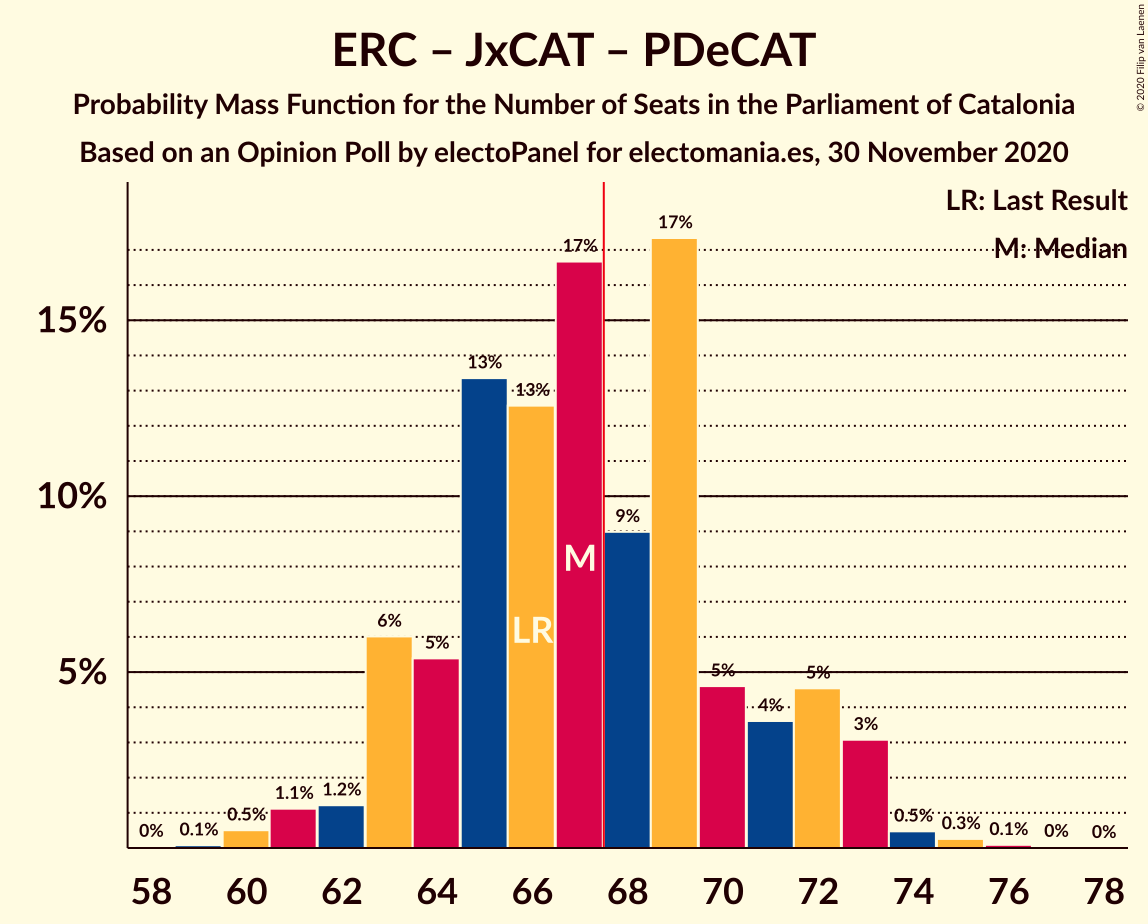 ERC – JxCAT – PDeCAT
Probability Mass Function for the Number of Seats in the Parliament of Catalonia
Based on an Opinion Poll by electoPanel for electomania.es, 30 November 2020
© 2020 Filip van Laenen
LR: Last Result
M: Median
15%
10%
5%
0%
0.1%
0.5%
1.1%
1.2%
6%
5%
13%
13%
17%
9%
17%
5%
4%
5%
3%
0.5%
0.3%
0.1%
0%
0%
M
LR
58 60 62 64 66 68 70 72 74 76 78